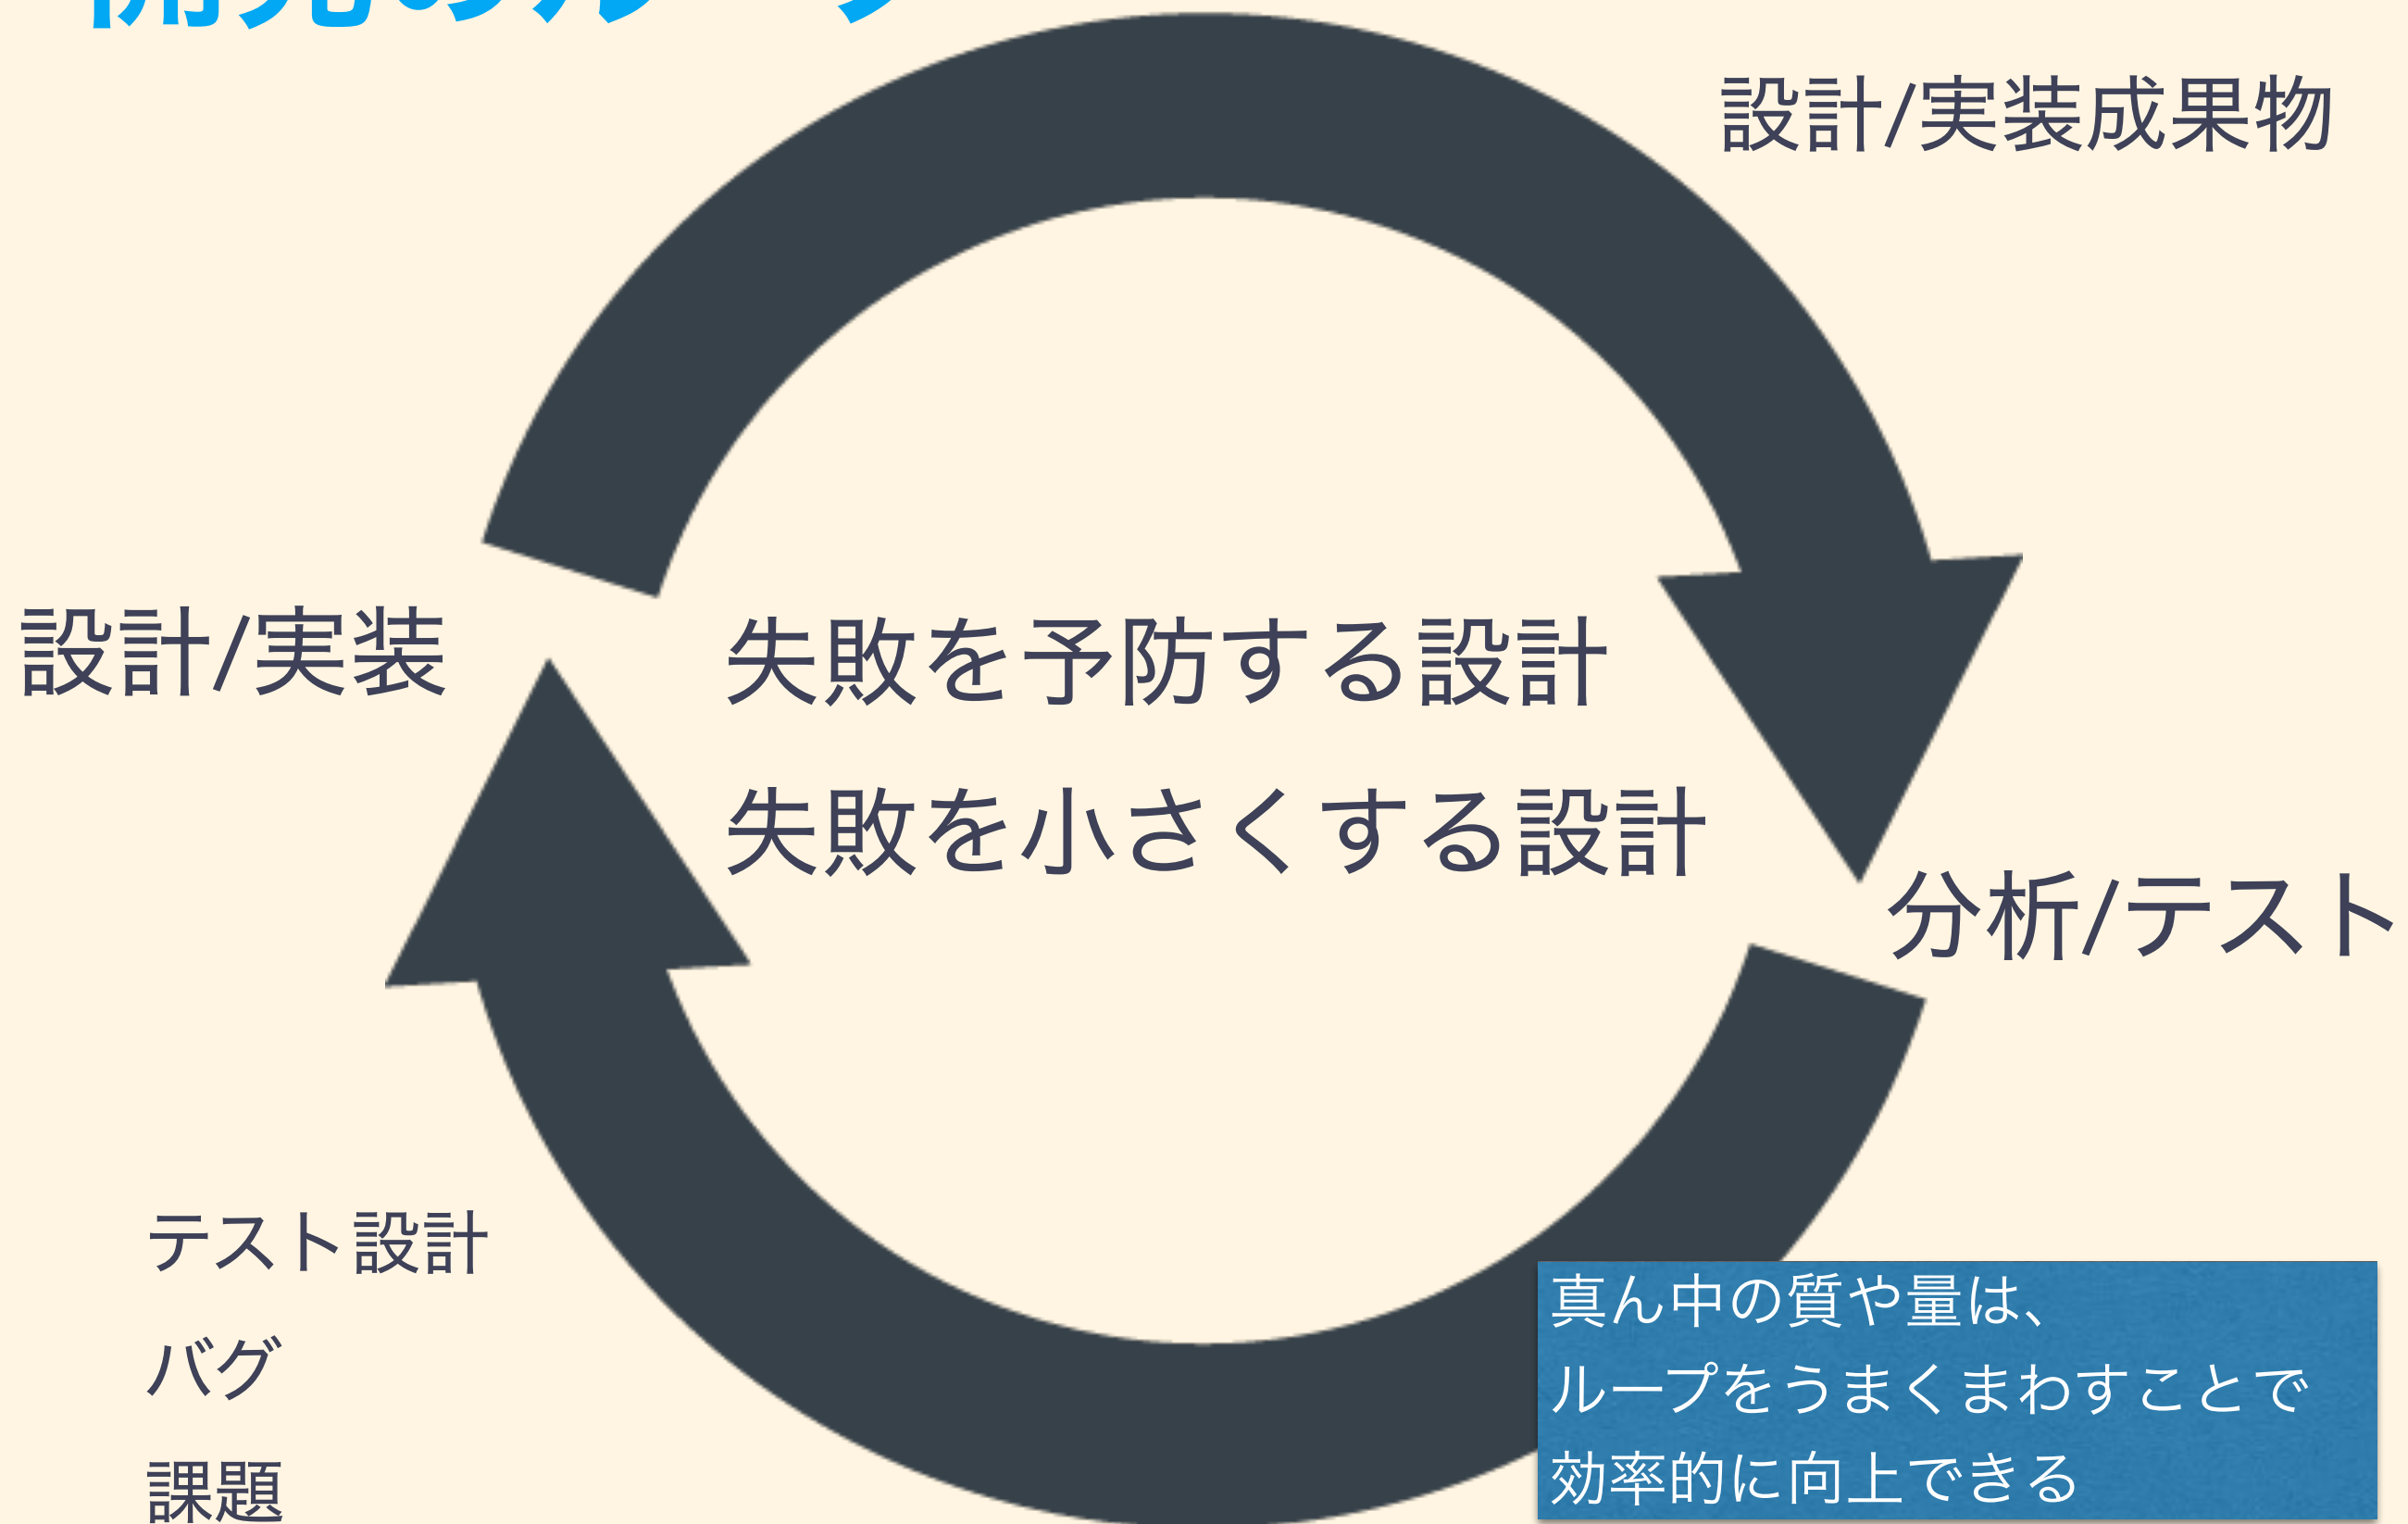 設計/実装成果物
設計/実装
失敗を予防する設計
失敗を小さくする設計
分析/テスト
テスト設計
バグ
課題
真ん中の質や量は、
ループをうまくまわすことで
効率的に向上できる